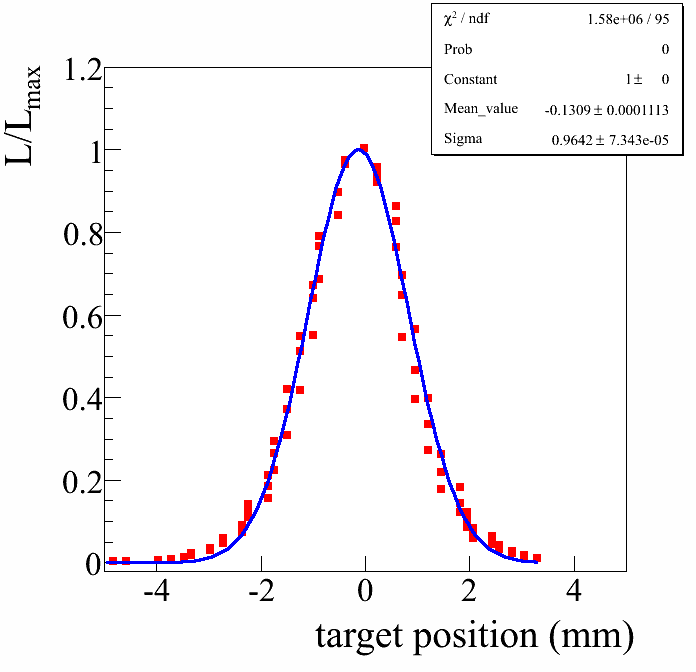 χ² / ndf 1.58e+06 / 95
Prob 0
Constant 1 ± 0
Mean_value -0.1309 ± 0.0001113
Sigma 0.9642 ± 7.343e-05
L/Lmax
1.2
1
0.8
0.6
0.4
0.2
0
-4 -2 0 2 4
target position (mm)